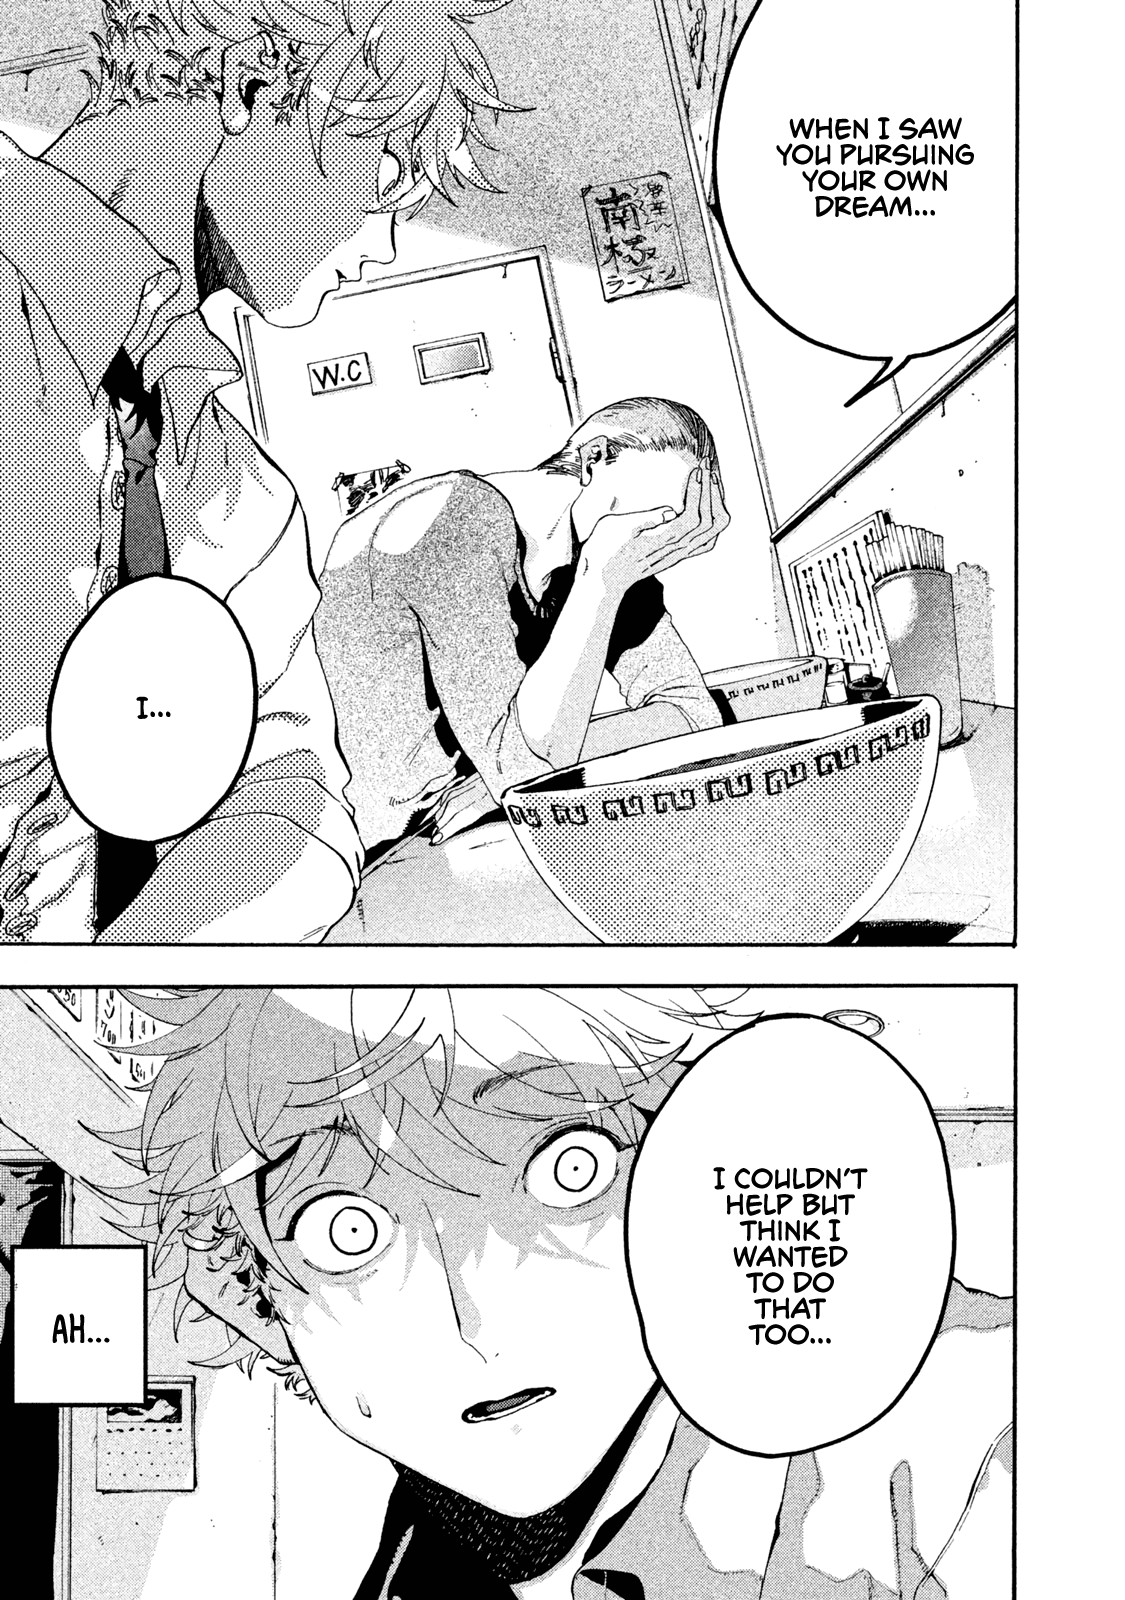 WHEN I SAW
YOU PURSUING
YOUR OWN
DREAM...
南極
ラーメン
W.C
I...
I COULDN'T
HELP BUT
THINK I
WANTED
TO DO
THAT
TOO...
700
AH...